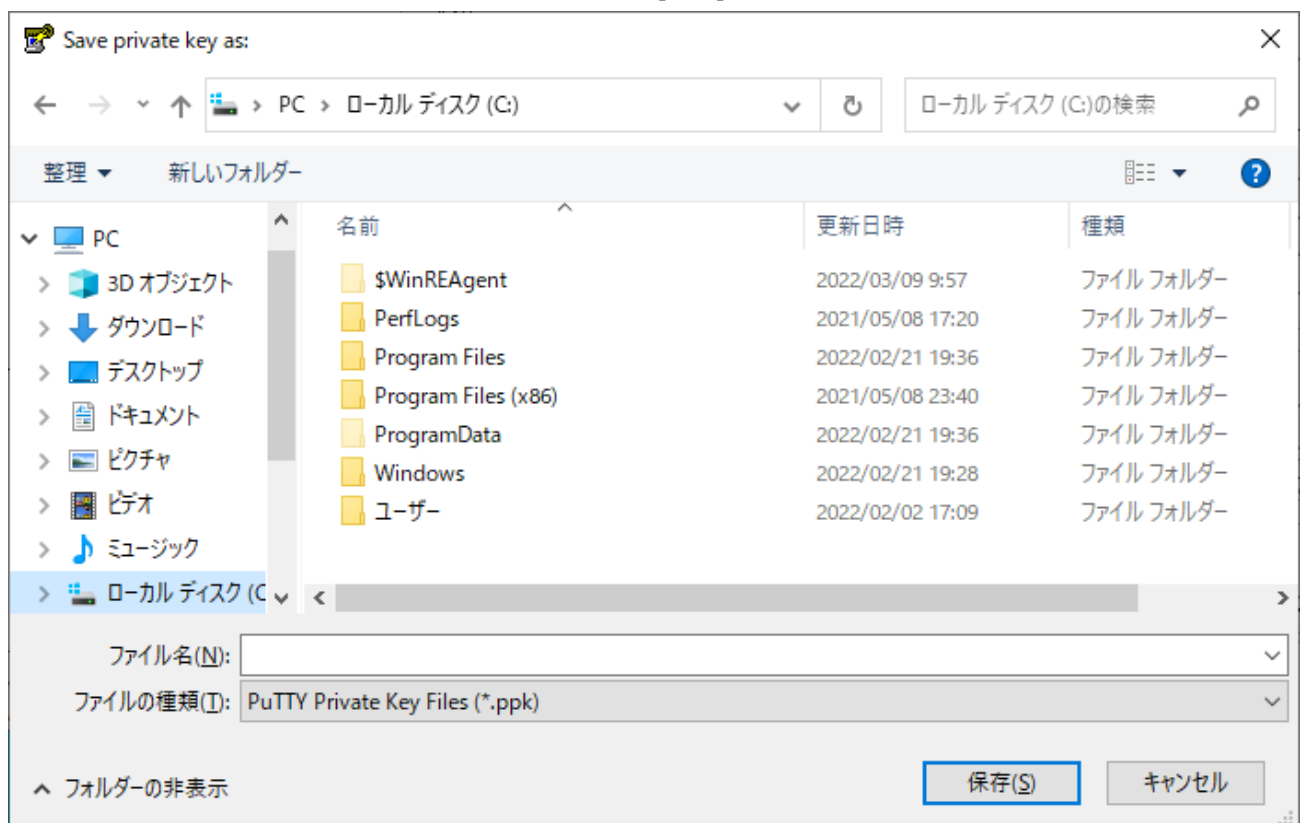 Save private key as:
PC > ローカル ディスク (C:)
ローカル ディスク (C:)の検索
整理
新しいフォルダー
?
PC
3D オブジェクト
ダウンロード
デスクトップ
ドキュメント
ピクチャ
ビデオ
ミュージック
ローカル ディスク (C
名前 更新日時 種類
$WinREAgent 2022/03/09 9:57 ファイル フォルダー
PerfLogs 2021/05/08 17:20 ファイル フォルダー
Program Files 2022/02/21 19:36 ファイル フォルダー
Program Files (x86) 2021/05/08 23:40 ファイル フォルダー
ProgramData 2022/02/21 19:36 ファイル フォルダー
Windows 2022/02/21 19:28 ファイル フォルダー
ユーザー 2022/02/02 17:09 ファイル フォルダー
ファイル名(N):
ファイルの種類(T): PuTTY Private Key Files (*.ppk)
フォルダーの非表示
保存(S)
キャンセル